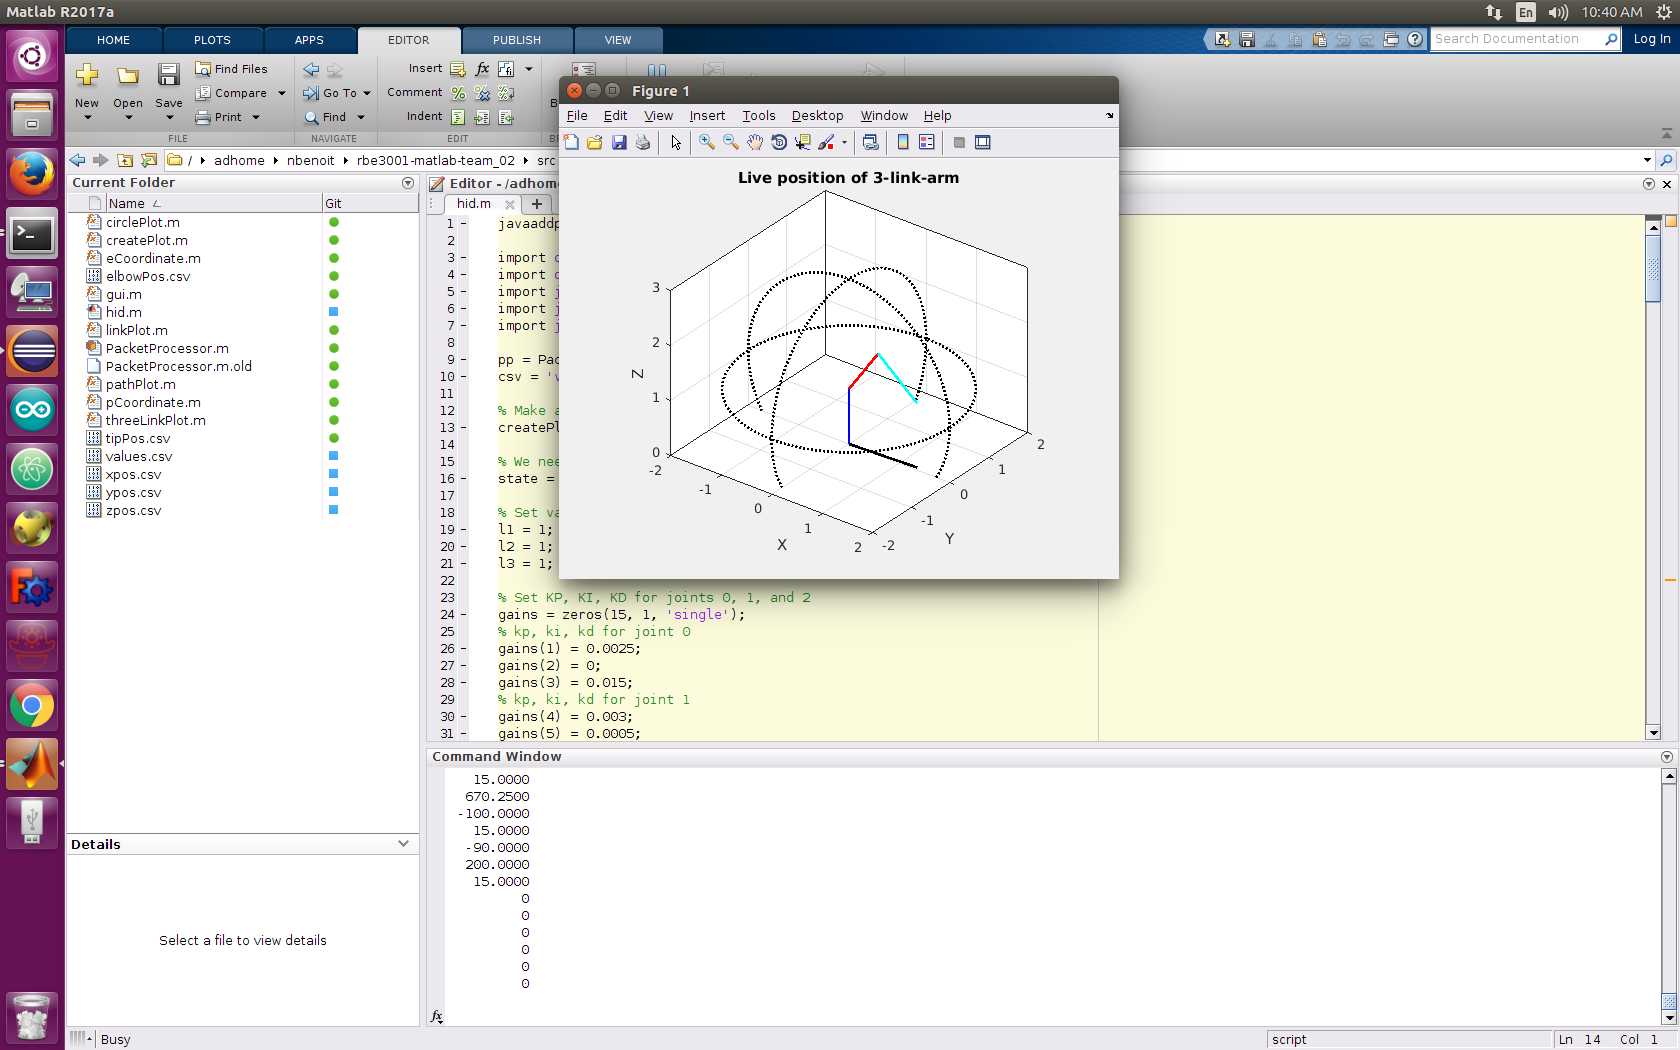 Matlab R2017a
En
10:40 AM
HOME
PLOTS
APPS
EDITOR
PUBLISH
VIEW
Search Documentation
Log In
New
Open
Save
Find Files
Compare
Print
FILE
Go To
Find
NAVIGATE
Insert
fx
Comment
Indent
EDIT
/ adhome nbenoit rbe3001-matlab-team_02 src
Current Folder
Name
Git
circlePlot.m
createPlot.m
eCoordinate.m
elbowPos.csv
gui.m
hid.m
linkPlot.m
PacketProcessor.m
PacketProcessor.m.old
pathPlot.m
pCoordinate.m
threeLinkPlot.m
tipPos.csv
values.csv
xpos.csv
ypos.csv
zpos.csv
Details
Select a file to view details
Busy
Editor - /adhom
hid.m
1 javaaddp
2
3 import
4 import
5 import j
6 import j
7 import j
8
9 pp = Pac
10 csv = 'v
11
12 % Make a
13 createPl
14
15 % We nee
16 state =
17
18 % Set va
19 l1 = 1;
20 l2 = 1;
21 l3 = 1;
22
23 % Set KP, KI, KD for joints 0, 1, and 2
24 gains = zeros(15, 1, 'single');
25 % kp, ki, kd for joint 0
26 gains(1) = 0.0025;
27 gains(2) = 0;
28 gains(3) = 0.015;
29 % kp, ki, kd for joint 1
30 gains(4) = 0.003;
31 gains(5) = 0.0005;
Figure 1
File Edit View Insert Tools Desktop Window Help
Live position of 3-link-arm
3
2
1
0
Z
-2
-1
0
1
2
X
-2
-1
0
1
2
Y
Command Window
15.0000
670.2500
-100.0000
15.0000
-90.0000
200.0000
15.0000
0
0
0
0
0
0
fx
script
Ln 14 Col 1